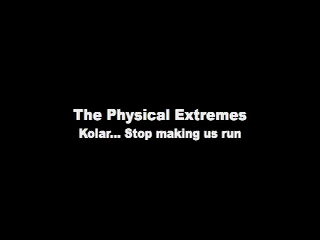 The Physical Extremes
Kolar... Stop making us run